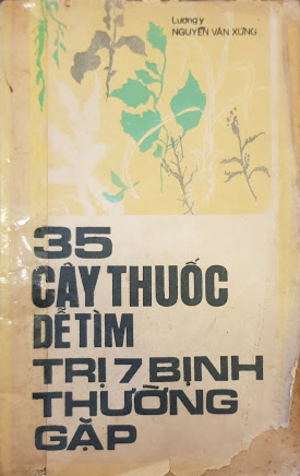 Lương y
NGUYỄN VĂN XỨNG
35
CÂY THUỐC
DỄ TÌM
TRỊ 7 BỊNH
THƯỜNG
GẶP